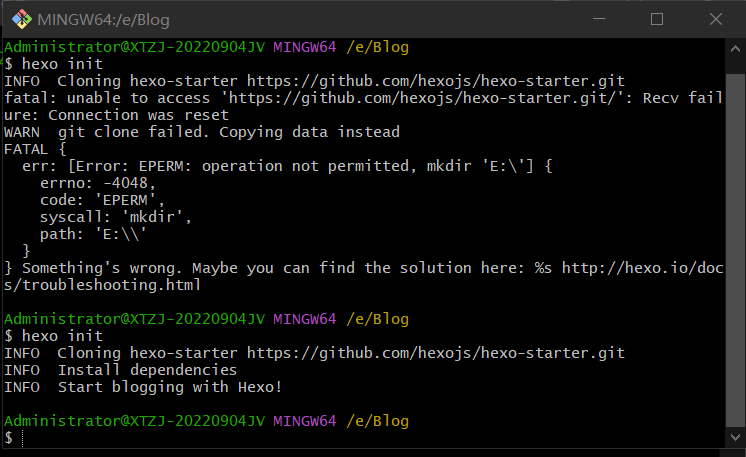 MINGW64:/e/Blog
Administrator@XTZJ-20220904JV MINGW64 /e/Blog
$ hexo init
INFO  Cloning hexo-starter https://github.com/hexojs/hexo-starter.git
fatal: unable to access 'https://github.com/hexojs/hexo-starter.git/': Recv fail
ure: Connection was reset
WARN  git clone failed. Copying data instead
FATAL {
  err: [Error: EPERM: operation not permitted, mkdir 'E:\'] {
    errno: -4048,
    code: 'EPERM',
    syscall: 'mkdir',
    path: 'E:\\'
  }
} Something's wrong. Maybe you can find the solution here: %s http://hexo.io/doc
s/troubleshooting.html
Administrator@XTZJ-20220904JV MINGW64 /e/Blog
$ hexo init
INFO  Cloning hexo-starter https://github.com/hexojs/hexo-starter.git
INFO  Install dependencies
INFO  Start blogging with Hexo!
Administrator@XTZJ-20220904JV MINGW64 /e/Blog
$